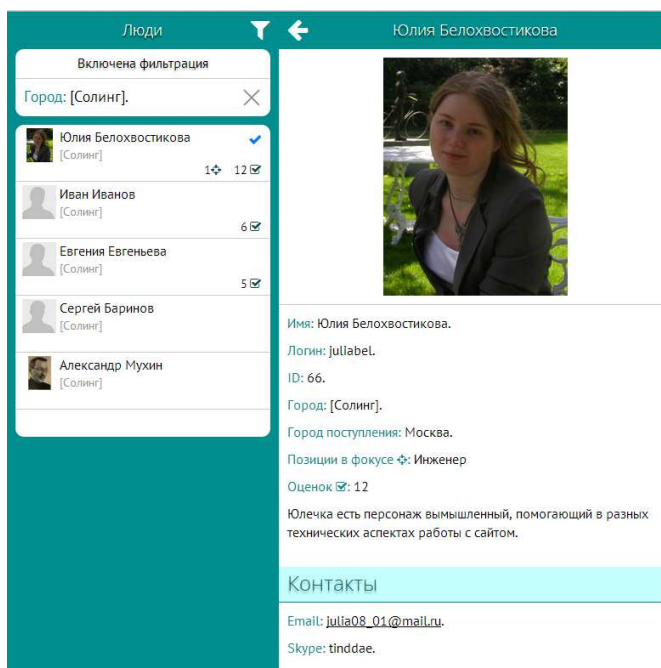 Люди
Включена фильтрация
Город: [Солинг].
Юлия Белохвостикова
[Солинг]
1 12
Иван Иванов
[Солинг]
6
Евгения Евгеньева
[Солинг]
5
Сергей Баринов
[Солинг]
Александр Мухин
[Солинг]
Юлия Белохвостикова
Имя: Юлия Белохвостикова.
Логин: juliabel.
ID: 66.
Город: [Солинг].
Город поступления: Москва.
Позиции в фокусе : Инженер
Оценок : 12
Юлечка есть персонаж вымышленный, помогающий в разных
технических аспектах работы с сайтом.
Контакты
Email: julia08_01@mail.ru.
Skype: tinddae.